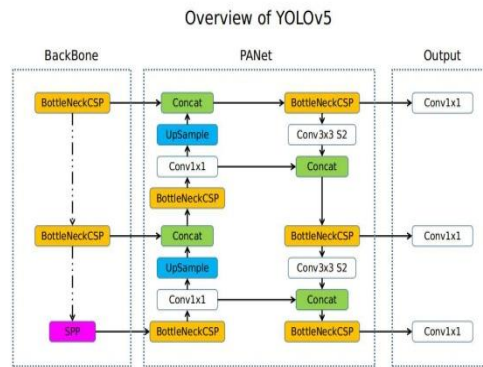 Overview of YOLOv5
BackBone
PANet
Output
BottleNeckCSP
Concat
BottleNeckCSP
Conv1x1
UpSample
Conv3x3 S2
Conv1x1
Concat
BottleNeckCSP
BottleNeckCSP
Concat
BottleNeckCSP
Conv1x1
UpSample
Conv3x3 S2
Conv1x1
Concat
SPP
BottleNeckCSP
BottleNeckCSP
Conv1x1